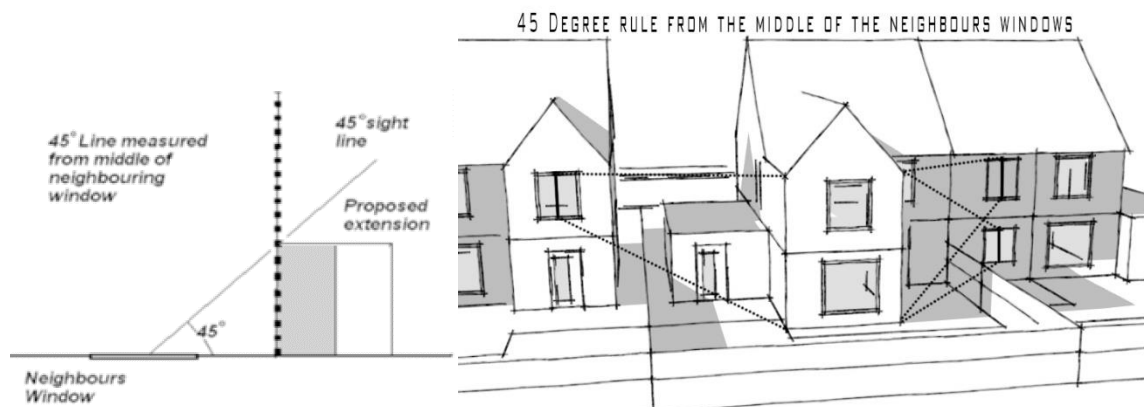 45 Degree rule from the middle of the neighbours windows
45° Line measured
from middle of
neighbouring
window
45° sight
line
Proposed
extension
45°
Neighbours
Window